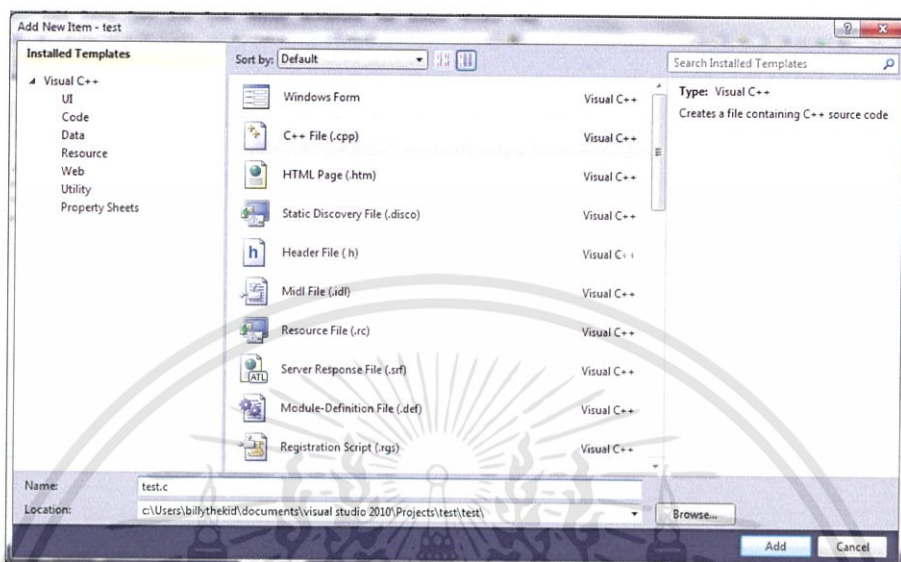 Add New Item - test
Installed Templates
Visual C++
UI
Code
Data
Resource
Web
Utility
Property Sheets
Sort by: Default
Windows Form Visual C++
C++ File (.cpp) Visual C++
HTML Page (.htm) Visual C++
Static Discovery File (.disco) Visual C++
Header File (.h) Visual C++
Midl File (.idl) Visual C++
Resource File (.rc) Visual C++
Server Response File (.srf) Visual C++
ATL
Module-Definition File (.def) Visual C++
Registration Script (.rgs) Visual C++
Search Installed Templates
Type: Visual C++
Creates a file containing C++ source code
Name: test.c
Location: c:\Users\billythekid\documents\visual studio 2010\Projects\test\test\
Browse...
Add Cancel